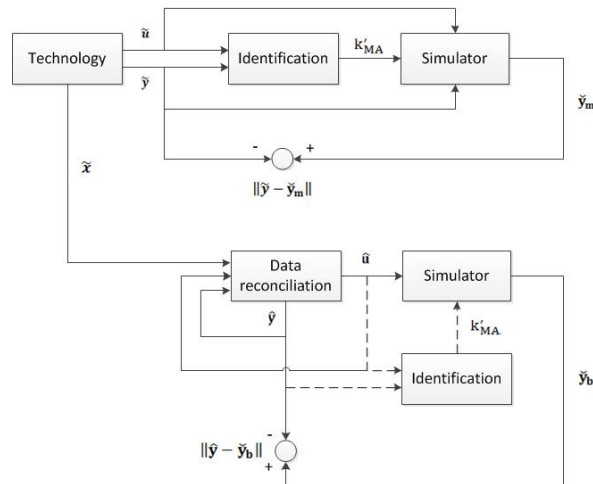 ũ
Technology
Identification
k′MA
Simulator
ỹ
y̌m
-
+
‖ỹ − y̌m‖
x̃
Data
reconciliation
û
Simulator
ŷ
k′MA
Identification
y̌b
-
‖ŷ − y̌b‖
+